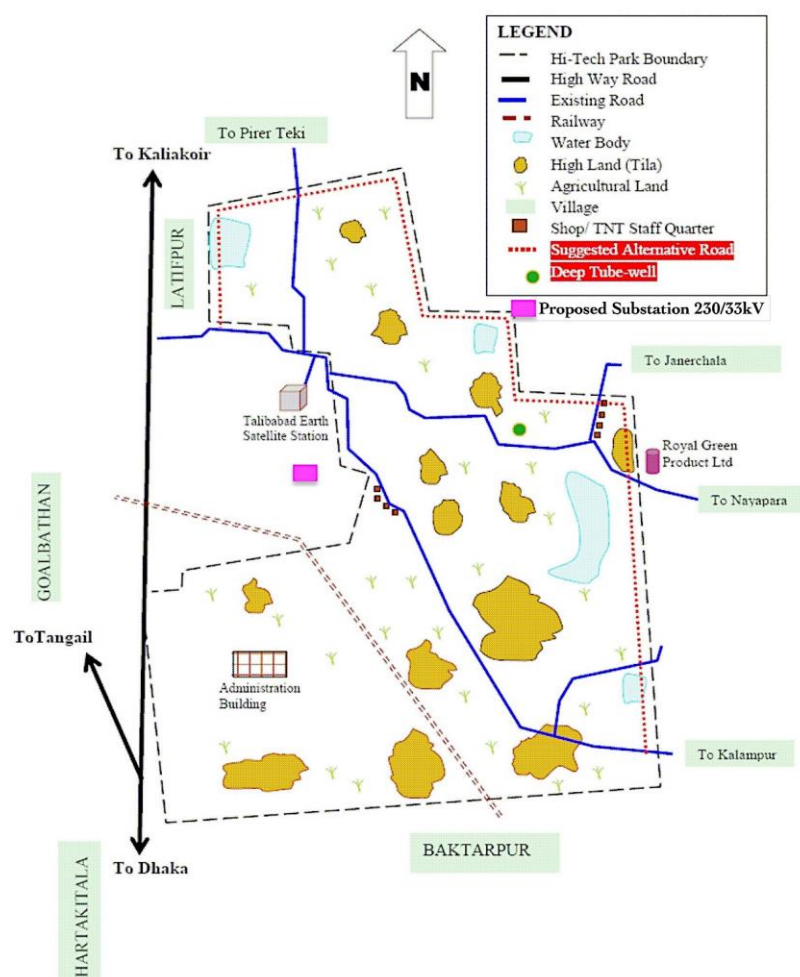 LEGEND
Hi-Tech Park Boundary
High Way Road
Existing Road
Railway
Water Body
High Land (Tila)
Agricultural Land
Village
Shop/ TNT Staff Quarter
Suggested Alternative Road
Deep Tube-well
Proposed Substation 230/33kV
N
To Pirer Teki
To Kaliakoir
LATIFPUR
To Janerchala
Talibabad Earth
Satellite Station
Royal Green
Product Ltd
To Nayapara
GOALBATHAN
ToTangail
Administration
Building
To Kalampur
BAKTARPUR
To Dhaka
HARTAKITALA